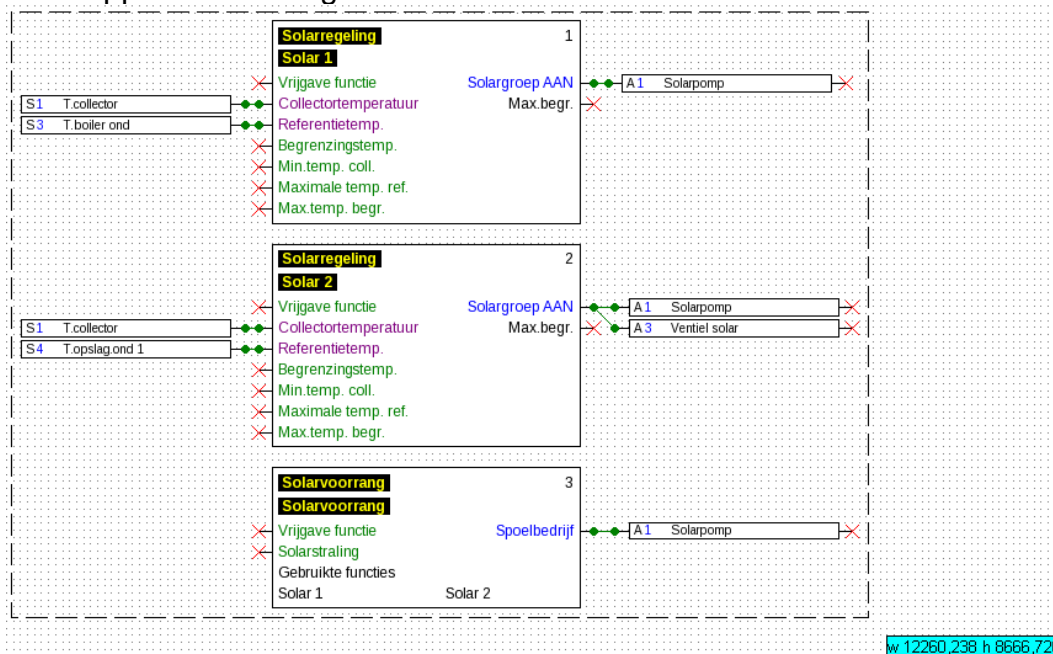 Solarregeling 1
Solar 1
Vrijgave functie Solargroep AAN A1 Solarpomp
S1 T.collector Collectortemperatuur Max.begr.
S3 T.boiler ond Referentietemp.
Begrenzingstemp.
Min.temp. coll.
Maximale temp. ref.
Max.temp. begr.
Solarregeling 2
Solar 2
Vrijgave functie Solargroep AAN A1 Solarpomp
S1 T.collector Collectortemperatuur Max.begr. A3 Ventiel solar
S4 T.opslag.ond 1 Referentietemp.
Begrenzingstemp.
Min.temp. coll.
Maximale temp. ref.
Max.temp. begr.
Solarvoorrang 3
Solarvoorrang
Vrijgave functie Spoelbedrijf A1 Solarpomp
Solarstraling
Gebruikte functies
Solar 1 Solar 2
w 12260,238 h 8666,72